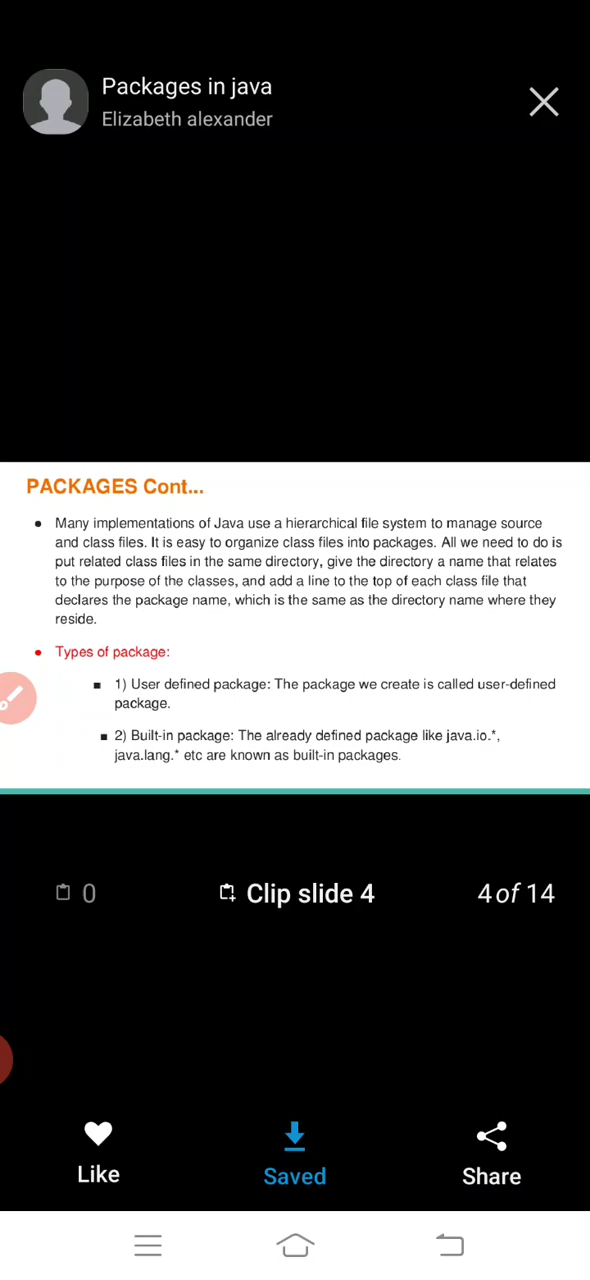 Packages in java
Elizabeth alexander
PACKAGES Cont...
• Many implementations of Java use a hierarchical file system to manage source
and class files. It is easy to organize class files into packages. All we need to do is
put related class files in the same directory, give the directory a name that relates
to the purpose of the classes, and add a line to the top of each class file that
declares the package name, which is the same as the directory name where they
reside.
• Types of package:
▪ 1) User defined package: The package we create is called user-defined
package.
▪ 2) Built-in package: The already defined package like java.io.*,
java.lang.* etc are known as built-in packages.
0 Clip slide 4 4 of 14
Like Saved Share